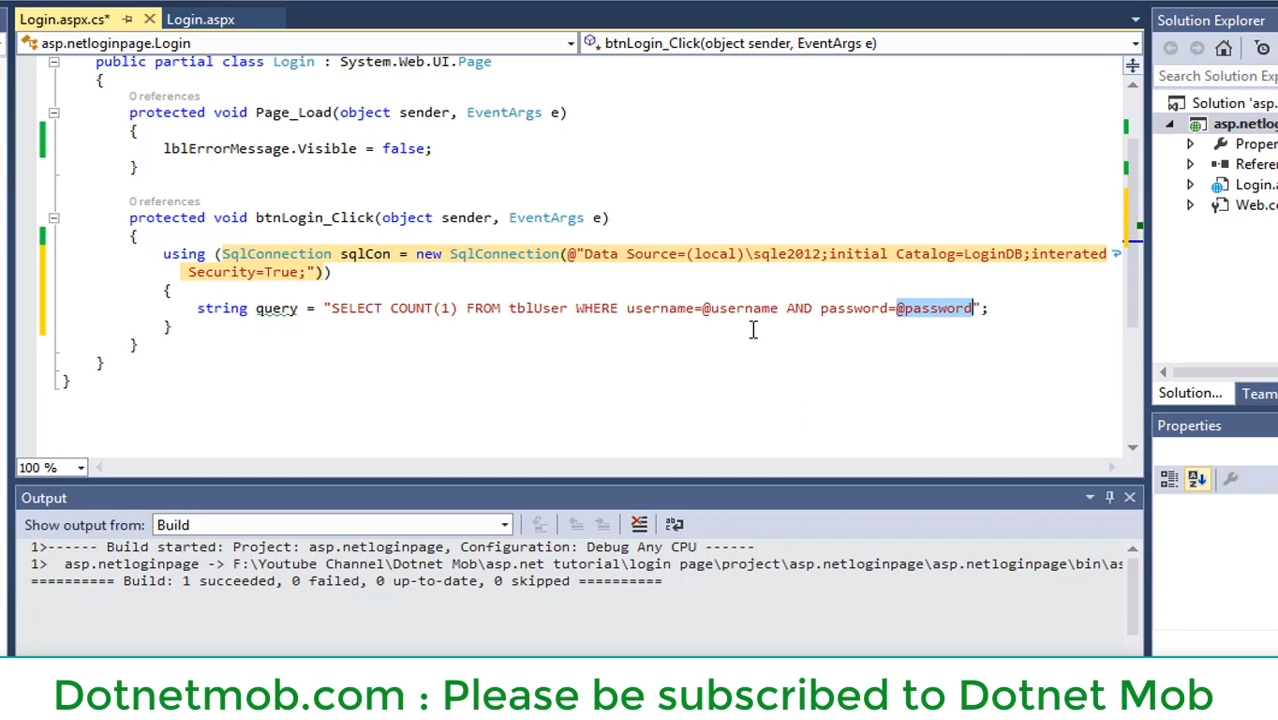 Login.aspx.cs*
Login.aspx
Solution Explorer
asp.netloginpage.Login
btnLogin_Click(object sender, EventArgs e)
public partial class Login : System.Web.UI.Page
{
0 references
protected void Page_Load(object sender, EventArgs e)
{
lblErrorMessage.Visible = false;
}
0 references
protected void btnLogin_Click(object sender, EventArgs e)
{
using (SqlConnection sqlCon = new SqlConnection(@"Data Source=(local)\sqle2012;initial Catalog=LoginDB;interated
Security=True;"))
{
string query = "SELECT COUNT(1) FROM tblUser WHERE username=@username AND password=@password";
}
}
}
}
100 %
Search Solution Exp
Solution 'asp.
asp.netlog
Proper
Refere
Login.a
Web.co
Solution...
Team
Properties
Output
Show output from:
Build
1>------ Build started: Project: asp.netloginpage, Configuration: Debug Any CPU ------
1> asp.netloginpage -> F:\Youtube Channel\Dotnet Mob\asp.net tutorial\login page\project\asp.netloginpage\asp.netloginpage\bin\as
========== Build: 1 succeeded, 0 failed, 0 up-to-date, 0 skipped ==========
Dotnetmob.com : Please be subscribed to Dotnet Mob